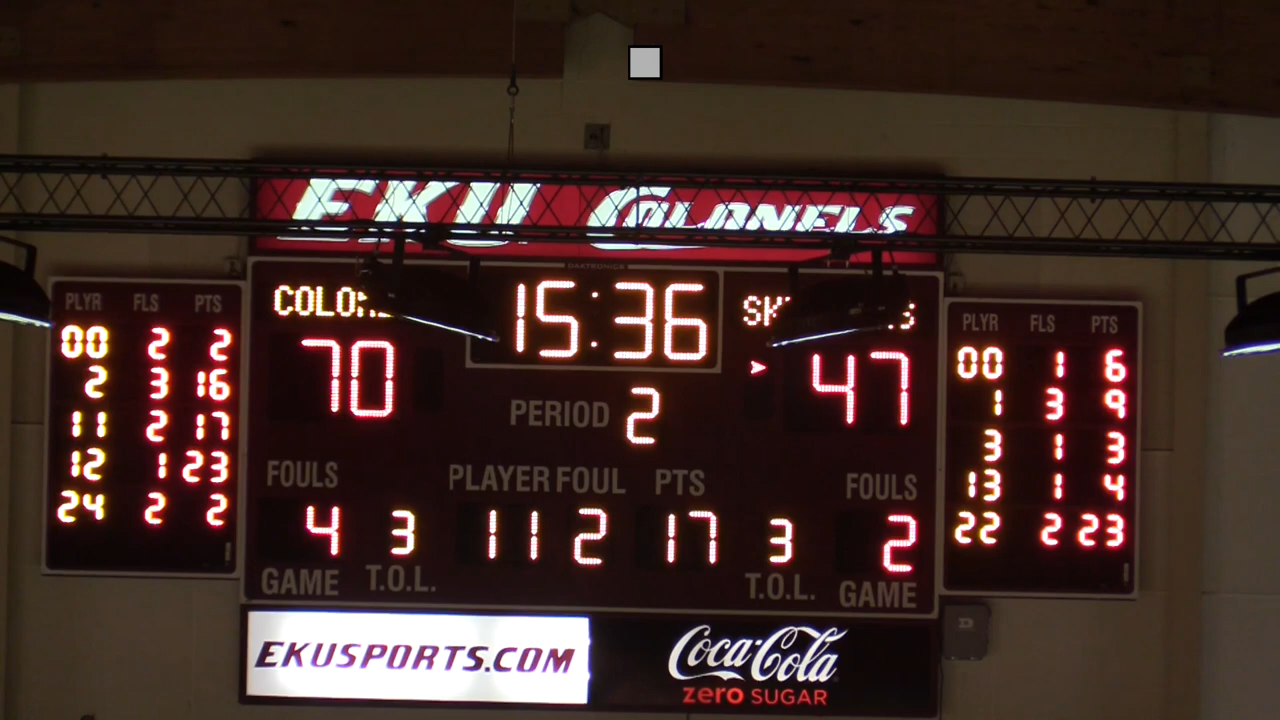 EKU COLONELS
DAKTRONICS
15:36
70
47
PERIOD 2
FOULS
PLAYER FOUL PTS
FOULS
4 3 11 2 17 3 2
GAME T.O.L.
T.O.L. GAME
PLYR FLS PTS
00 2 2
2 3 16
11 2 17
12 1 23
24 2 2
PLYR FLS PTS
00 1 6
1 3 9
3 1 3
13 1 4
22 2 23
EKUSPORTS.COM
Coca-Cola
zero SUGAR